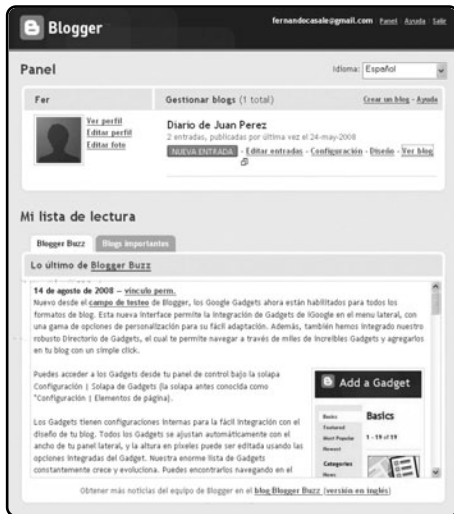 Blogger
fernandocasale@gmail.com Panel Ayuda Salir
Panel
Idioma: Español
Fer
Gestionar blogs (1 total)
Crear un blog - Ayuda
Ver perfil
Editar perfil
Editar foto
Diario de Juan Perez
2 entradas, publicadas por última vez el 24-may-2008
NUEVA ENTRADA - Editar entradas - Configuración - Diseño - Ver blog
Mi lista de lectura
Blogger Buzz
Blogs importantes
Lo último de Blogger Buzz
14 de agosto de 2008 — vínculo perm.
Nuevo desde el campo de testeo de Blogger, los Google Gadgets ahora están habilitados para todos los
formatos de blog. Esta nueva interface permite la integración de Gadgets de iGoogle en el menu lateral, con
una gama de opciones de personalización para su fácil adaptación. Además, también hemos integrado nuestro
robusto Directorio de Gadgets, el cual te permite navegar a través de miles de increíbles Gadgets y agregarlos
en tu blog con un simple click.
Puedes acceder a los Gadgets desde tu panel de control bajo la solapa
Configuración | Solapa de Gadgets (la solapa antes conocida como
"Configuración | Elementos de página).
Los Gadgets tienen configuraciones internas para la fácil integración con el
diseño de tu blog. Todos los Gadgets se ajustan automáticamente con el
ancho de tu panel lateral, y la altura en pixeles puede ser editada usando las
opciones integradas del Gadget. Nuestra enorme lista de Gadgets
constantemente crece y evoluciona. Puedes encontrarlos navegando en el
Add a Gadget
Basics
Featured
Most Popular
Newest
Categories
News
Basics
1 - 19 of 19
Obtener más noticias del equipo de Blogger en el blog Blogger Buzz (versión en inglés)